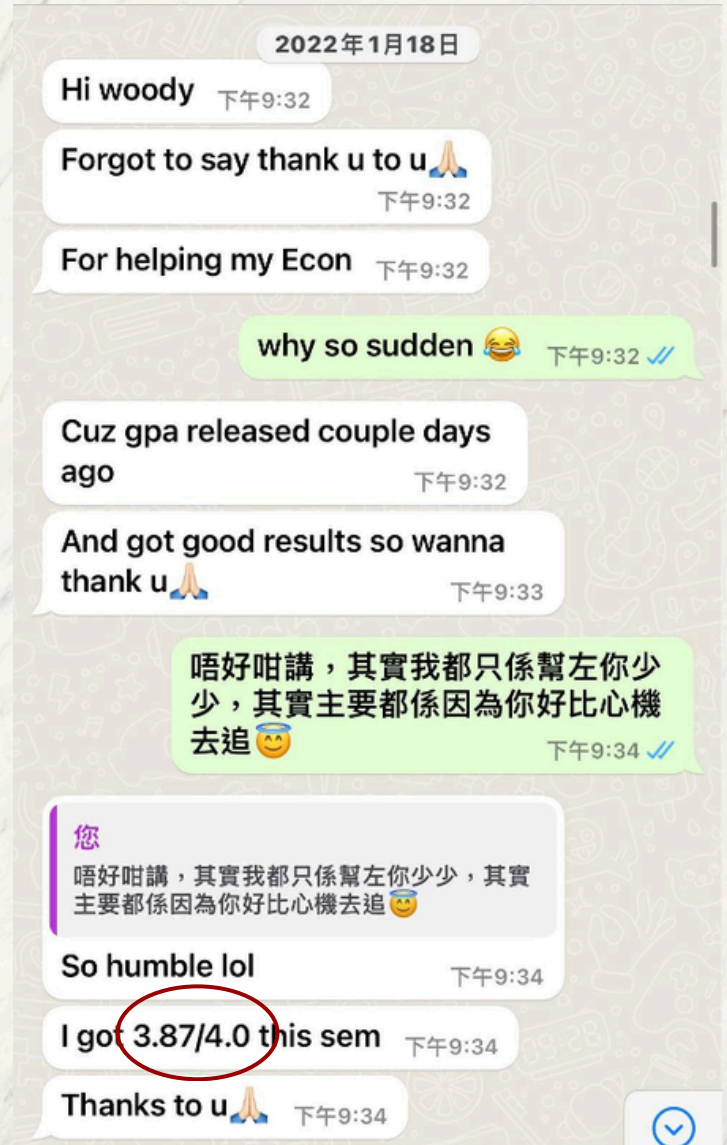 2022年1月18日
Hi woody 下午9:32
Forgot to say thank u to u🙏🏻
下午9:32
For helping my Econ 下午9:32
why so sudden 😂 下午9:32
Cuz gpa released couple days
ago 下午9:32
And got good results so wanna
thank u🙏🏻 下午9:33
唔好咁講，其實我都只係幫左你少
少，其實主要都係因為你好比心機
去追😇 下午9:34
您
唔好咁講，其實我都只係幫左你少少，其實
主要都係因為你好比心機去追😇
So humble lol 下午9:34
I got 3.87/4.0 this sem 下午9:34
Thanks to u🙏🏻 下午9:34